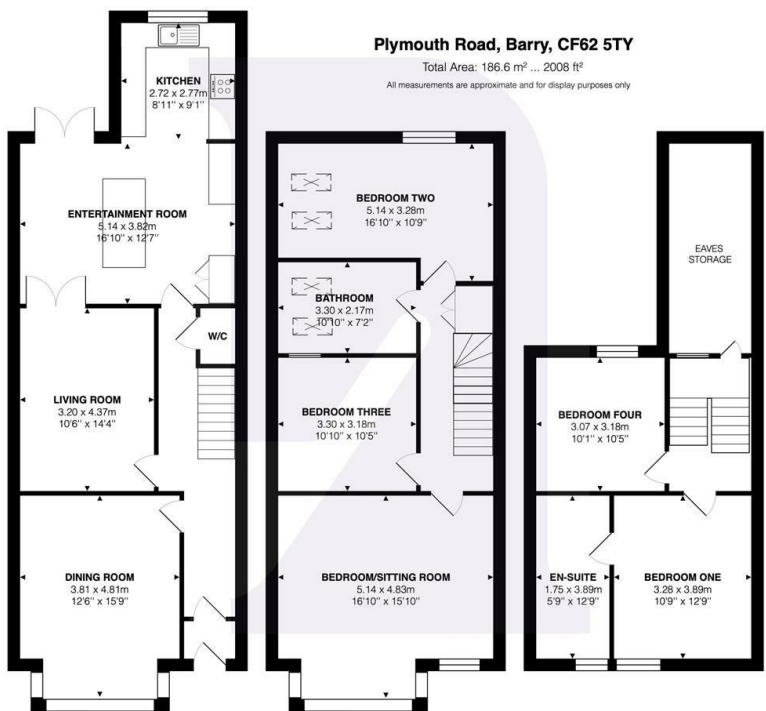 Plymouth Road, Barry, CF62 5TY
Total Area: 186.6 m² ... 2008 ft²
All measurements are approximate and for display purposes only
KITCHEN
2.72 x 2.77m
8'11'' x 9'1''
ENTERTAINMENT ROOM
5.14 x 3.82m
16'10'' x 12'7''
W/C
LIVING ROOM
3.20 x 4.37m
10'6'' x 14'4''
DINING ROOM
3.81 x 4.81m
12'6'' x 15'9''
BEDROOM TWO
5.14 x 3.28m
16'10'' x 10'9''
BATHROOM
3.30 x 2.17m
10'10'' x 7'2''
BEDROOM THREE
3.30 x 3.18m
10'10'' x 10'5''
BEDROOM/SITTING ROOM
5.14 x 4.83m
16'10'' x 15'10''
EAVES
STORAGE
BEDROOM FOUR
3.07 x 3.18m
10'1'' x 10'5''
EN-SUITE
1.75 x 3.89m
5'9'' x 12'9''
BEDROOM ONE
3.28 x 3.89m
10'9'' x 12'9''